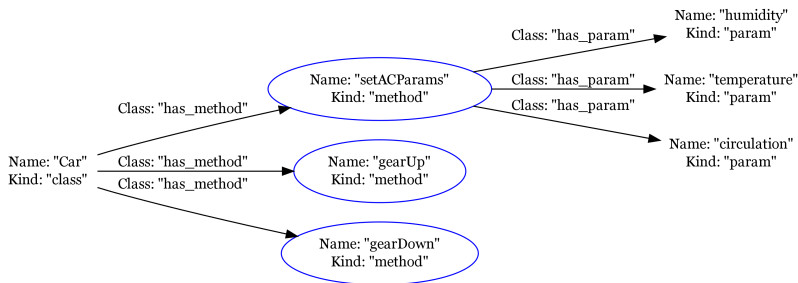 Name: "humidity"
Kind: "param"
Class: "has_param"
Name: "setACParams"
Kind: "method"
Class: "has_param"
Name: "temperature"
Kind: "param"
Class: "has_param"
Class: "has_method"
Name: "circulation"
Kind: "param"
Name: "Car"
Kind: "class"
Class: "has_method"
Name: "gearUp"
Kind: "method"
Class: "has_method"
Name: "gearDown"
Kind: "method"